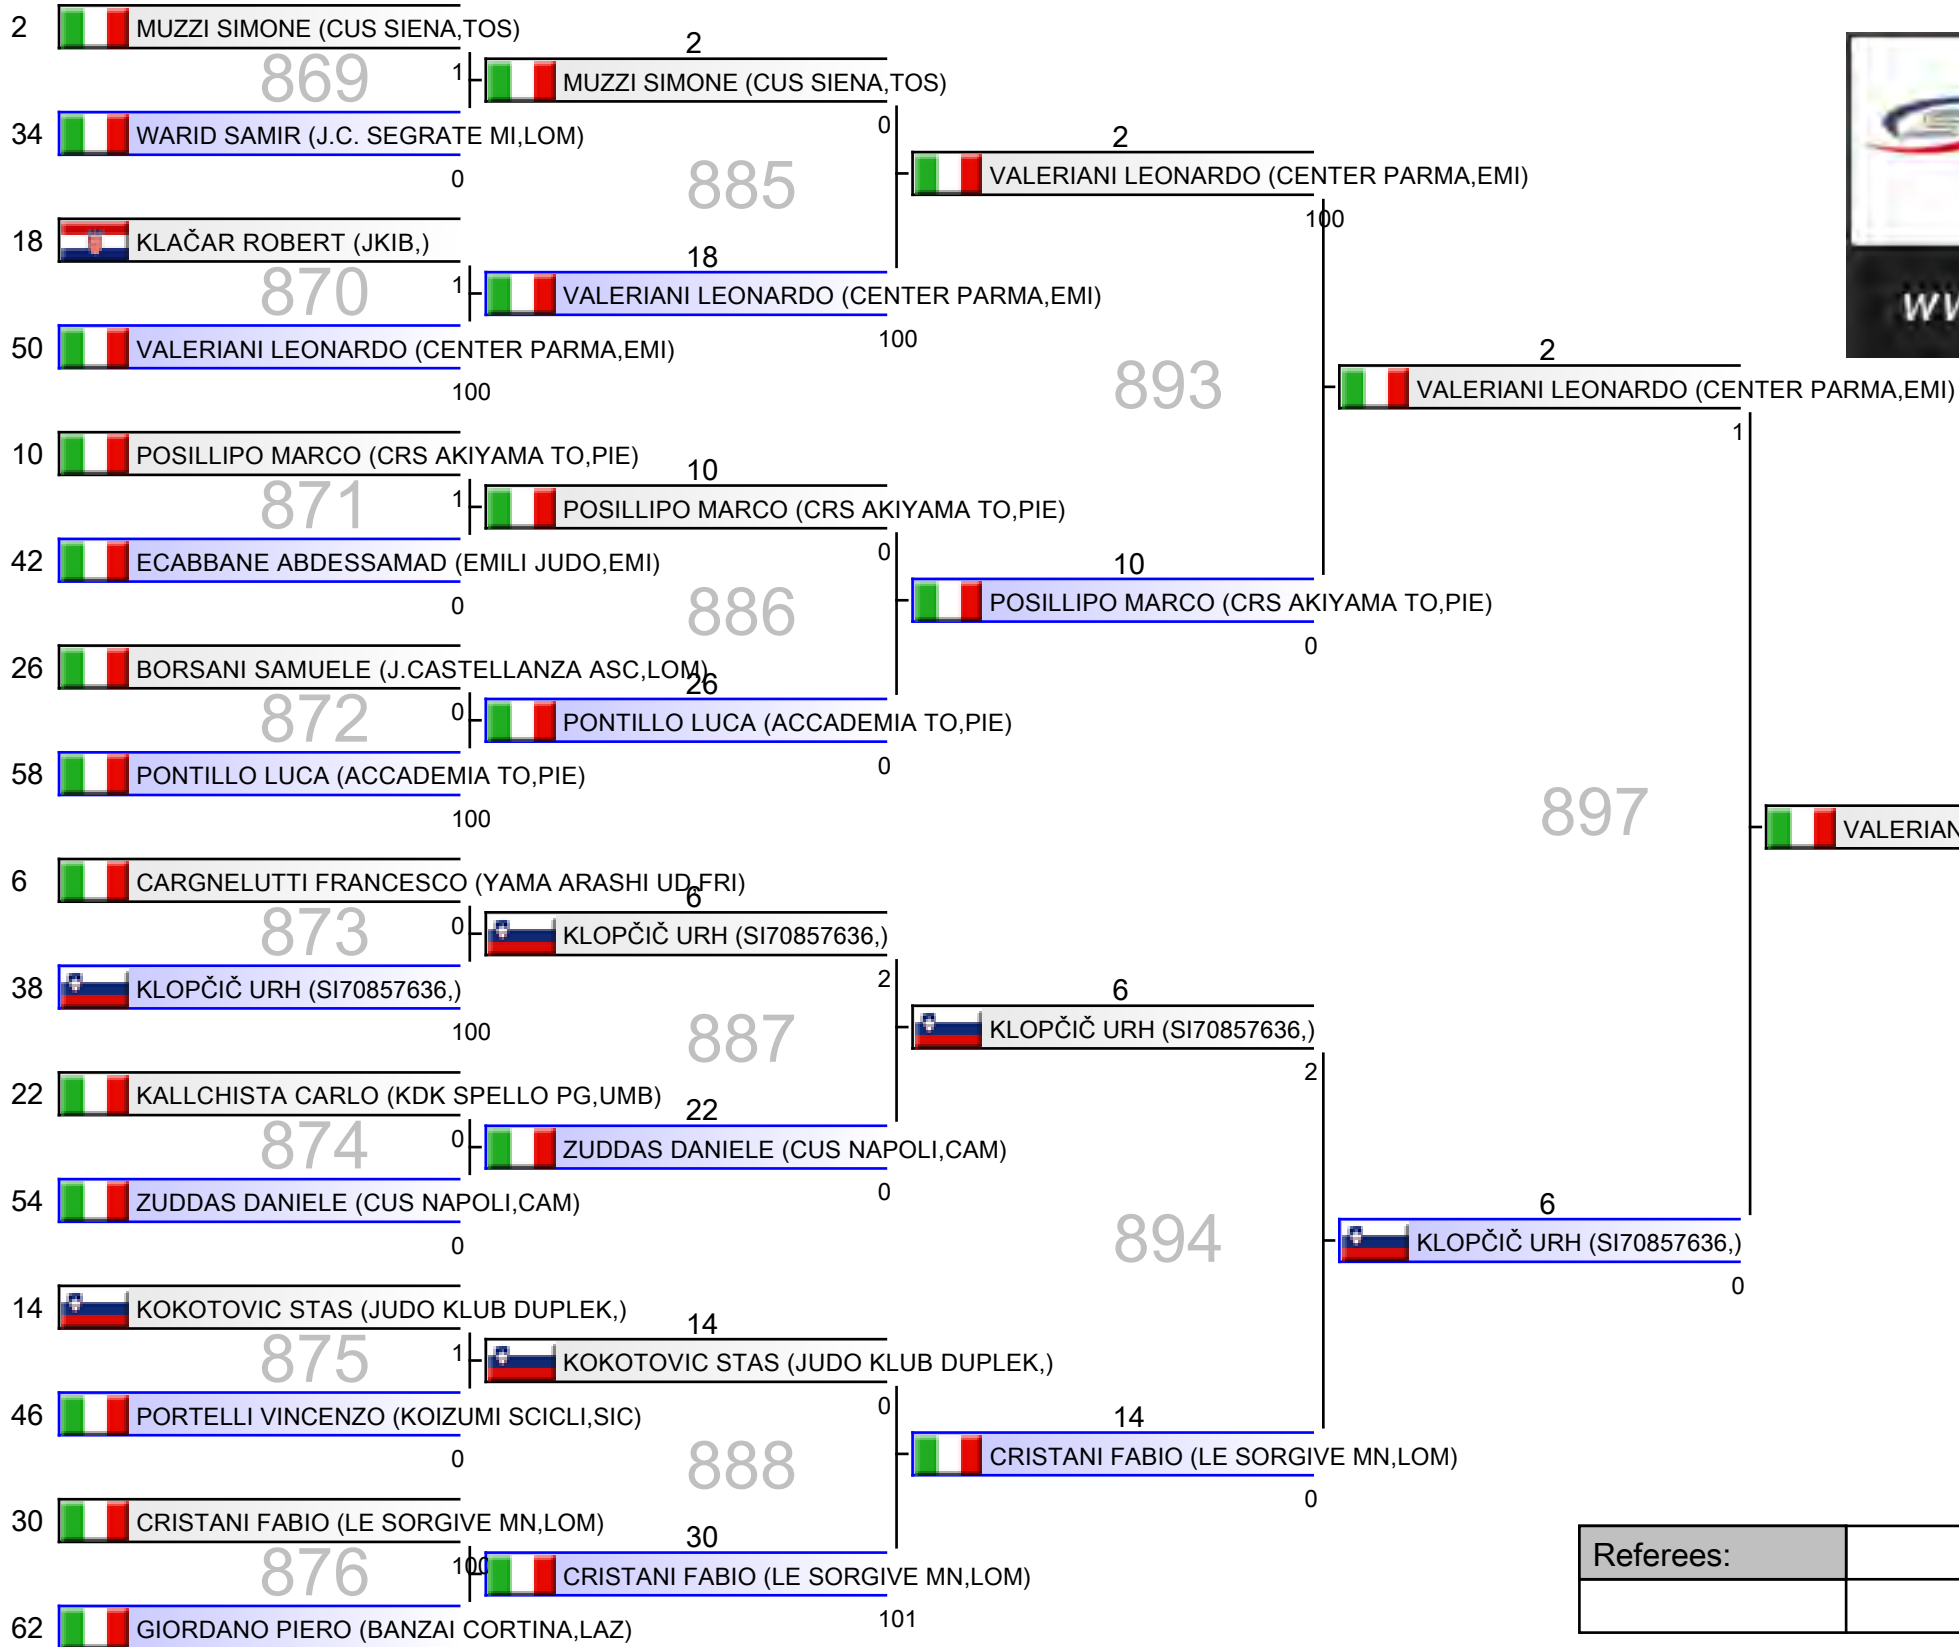 2 MUZZI SIMONE (CUS SIENA,TOS)
869 1
34 WARID SAMIR (J.C. SEGRATE MI,LOM)
0
2
MUZZI SIMONE (CUS SIENA,TOS)
0
885
18 KLAČAR ROBERT (JKIB,)
870 1
50 VALERIANI LEONARDO (CENTER PARMA,EMI)
100
18
VALERIANI LEONARDO (CENTER PARMA,EMI)
100
2
VALERIANI LEONARDO (CENTER PARMA,EMI)
100
893
10 POSILLIPO MARCO (CRS AKIYAMA TO,PIE)
871 1
42 ECABBANE ABDESSAMAD (EMILI JUDO,EMI)
0
10
POSILLIPO MARCO (CRS AKIYAMA TO,PIE)
0
886
26 BORSANI SAMUELE (J.CASTELLANZA ASC,LOM)
872 0
58 PONTILLO LUCA (ACCADEMIA TO,PIE)
100
26
PONTILLO LUCA (ACCADEMIA TO,PIE)
0
10
POSILLIPO MARCO (CRS AKIYAMA TO,PIE)
0
2
VALERIANI LEONARDO (CENTER PARMA,EMI)
1
897
VALERIAN
6 CARGNELUTTI FRANCESCO (YAMA ARASHI UD,FRI)
873 0
38 KLOPČIČ URH (SI70857636,)
100
6
KLOPČIČ URH (SI70857636,)
2
887
22 KALLCHISTA CARLO (KDK SPELLO PG,UMB)
874 0
54 ZUDDAS DANIELE (CUS NAPOLI,CAM)
0
22
ZUDDAS DANIELE (CUS NAPOLI,CAM)
0
6
KLOPČIČ URH (SI70857636,)
2
894
14 KOKOTOVIC STAS (JUDO KLUB DUPLEK,)
875 1
46 PORTELLI VINCENZO (KOIZUMI SCICLI,SIC)
0
14
KOKOTOVIC STAS (JUDO KLUB DUPLEK,)
0
888
30 CRISTANI FABIO (LE SORGIVE MN,LOM)
876 100
62 GIORDANO PIERO (BANZAI CORTINA,LAZ)
30
CRISTANI FABIO (LE SORGIVE MN,LOM)
101
14
CRISTANI FABIO (LE SORGIVE MN,LOM)
0
6
KLOPČIČ URH (SI70857636,)
0
Referees: